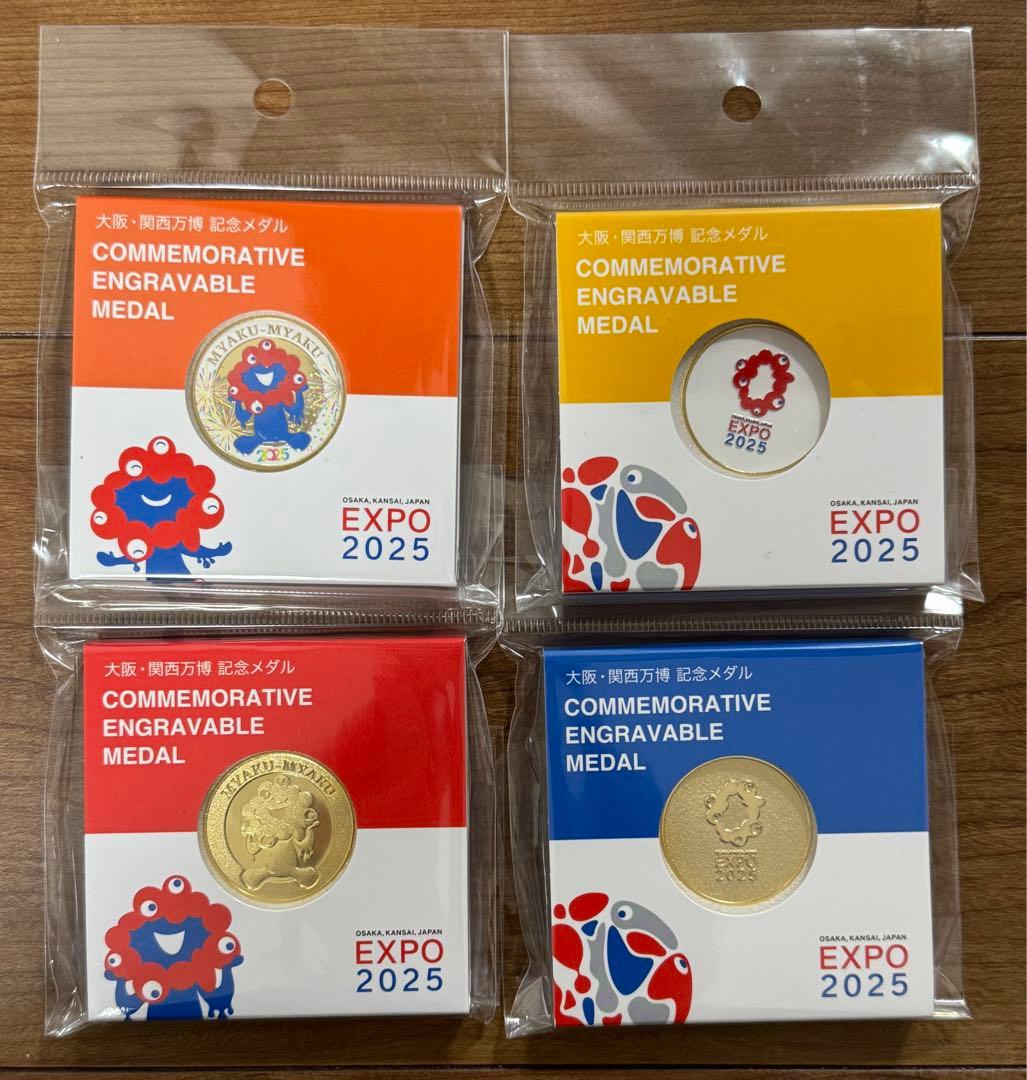 大阪・関西万博 記念メダル
COMMEMORATIVE
ENGRAVABLE
MEDAL
MYAKU-MYAKU
2025
OSAKA, KANSAI, JAPAN
EXPO
2025
大阪・関西万博 記念メダル
COMMEMORATIVE
ENGRAVABLE
MEDAL
OSAKA, KANSAI, JAPAN
EXPO
2025
OSAKA, KANSAI, JAPAN
EXPO
2025
大阪・関西万博 記念メダル
COMMEMORATIVE
ENGRAVABLE
MEDAL
MYAKU-MYAKU
OSAKA, KANSAI, JAPAN
EXPO
2025
大阪・関西万博 記念メダル
COMMEMORATIVE
ENGRAVABLE
MEDAL
EXPO
2025
OSAKA, KANSAI, JAPAN
EXPO
2025